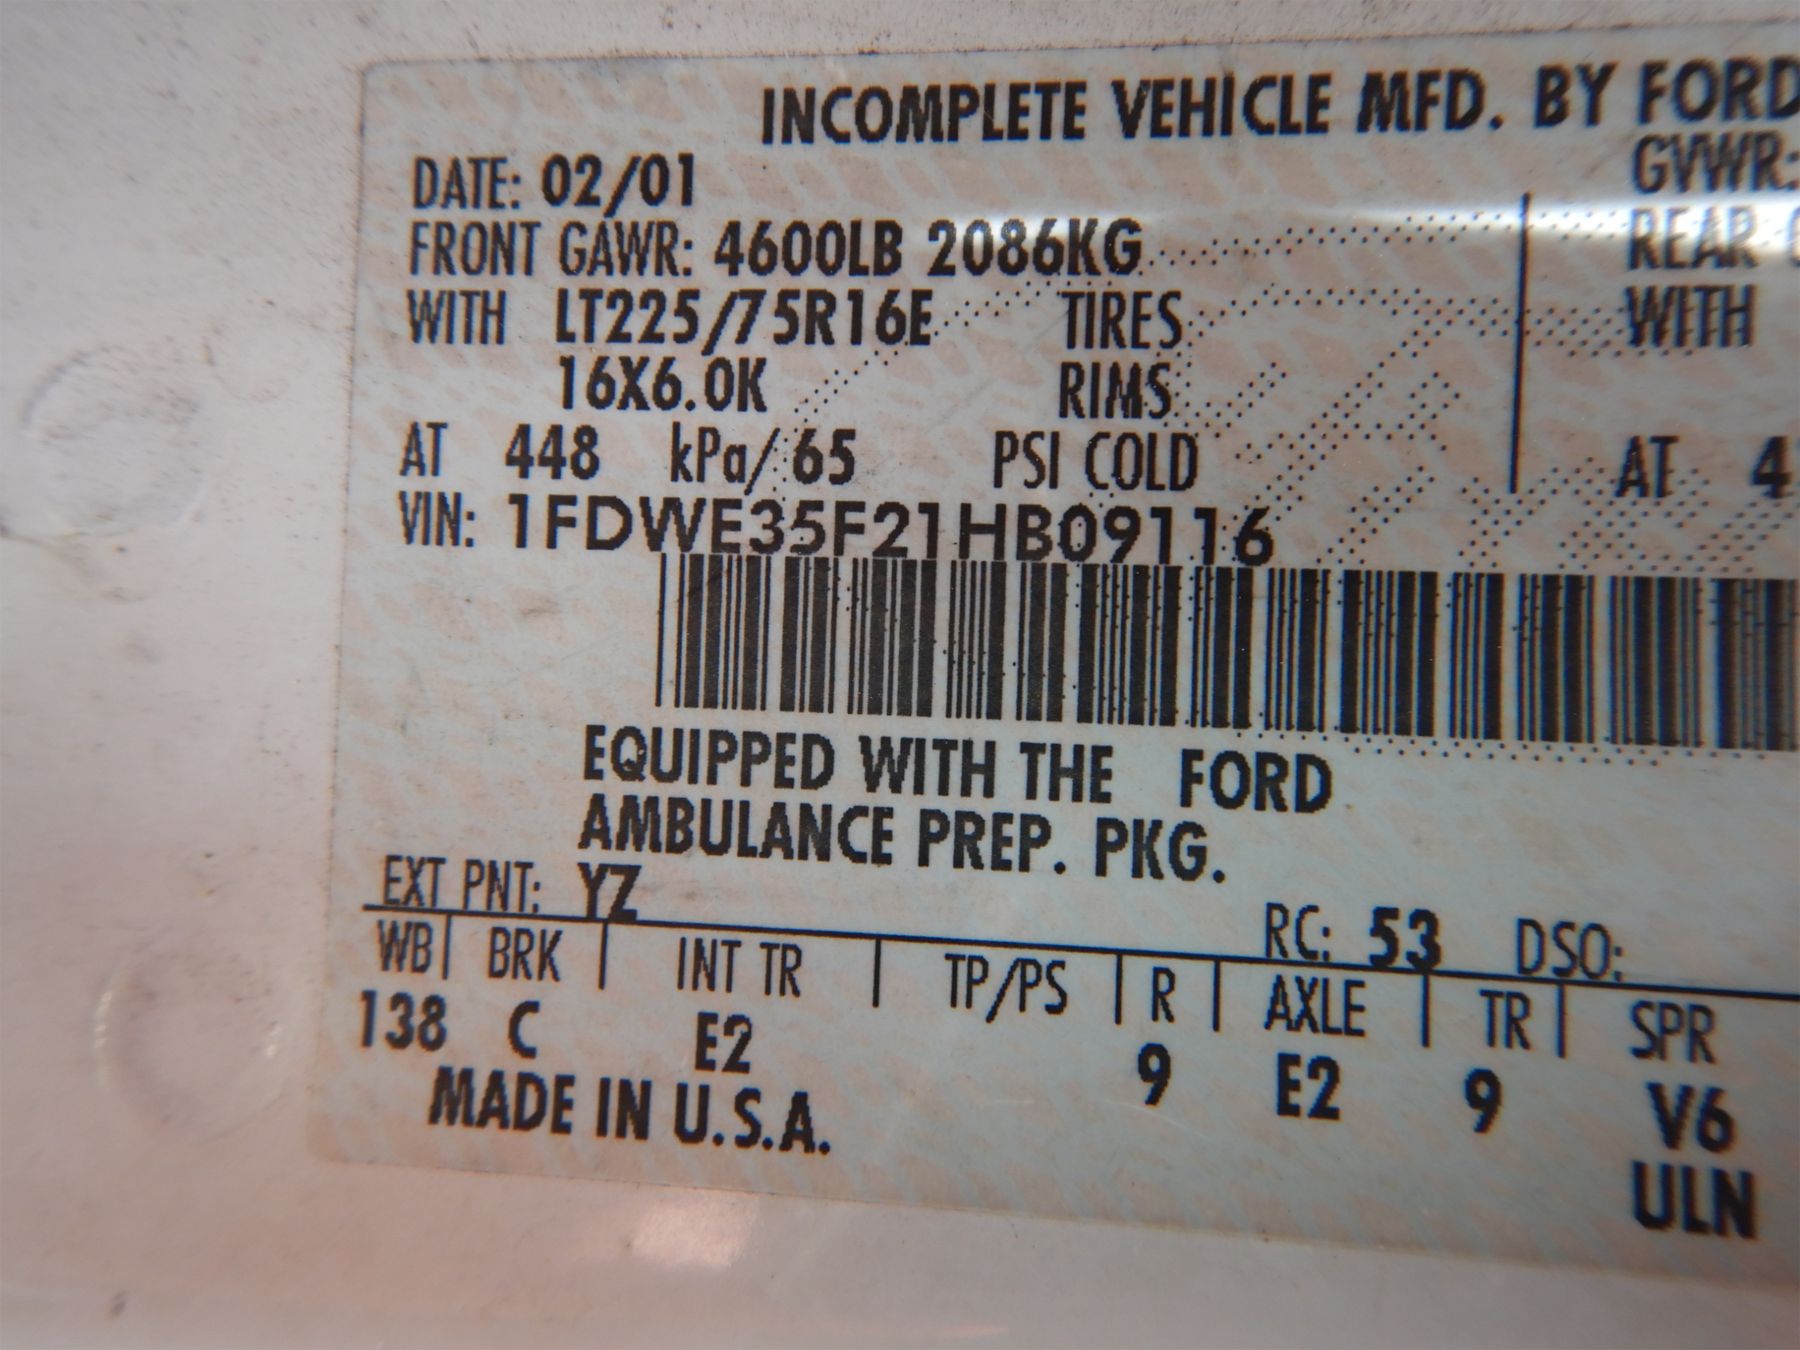 INCOMPLETE VEHICLE MFD. BY FORD
DATE: 02/01
GVWR:
FRONT GAWR: 4600LB 2086KG
REAR
WITH LT225/75R16E TIRES
WITH
16X6.0K RIMS
AT 448 kPa/ 65 PSI COLD
AT 4
VIN: 1FDWE35F21HB09116
EQUIPPED WITH THE FORD
AMBULANCE PREP. PKG.
EXT PNT: YZ
RC: 53 DSO:
WB | BRK | INT TR | TP/PS | R | AXLE | TR | SPR
138 C E2 9 E2 9 V6
MADE IN U.S.A.
ULN